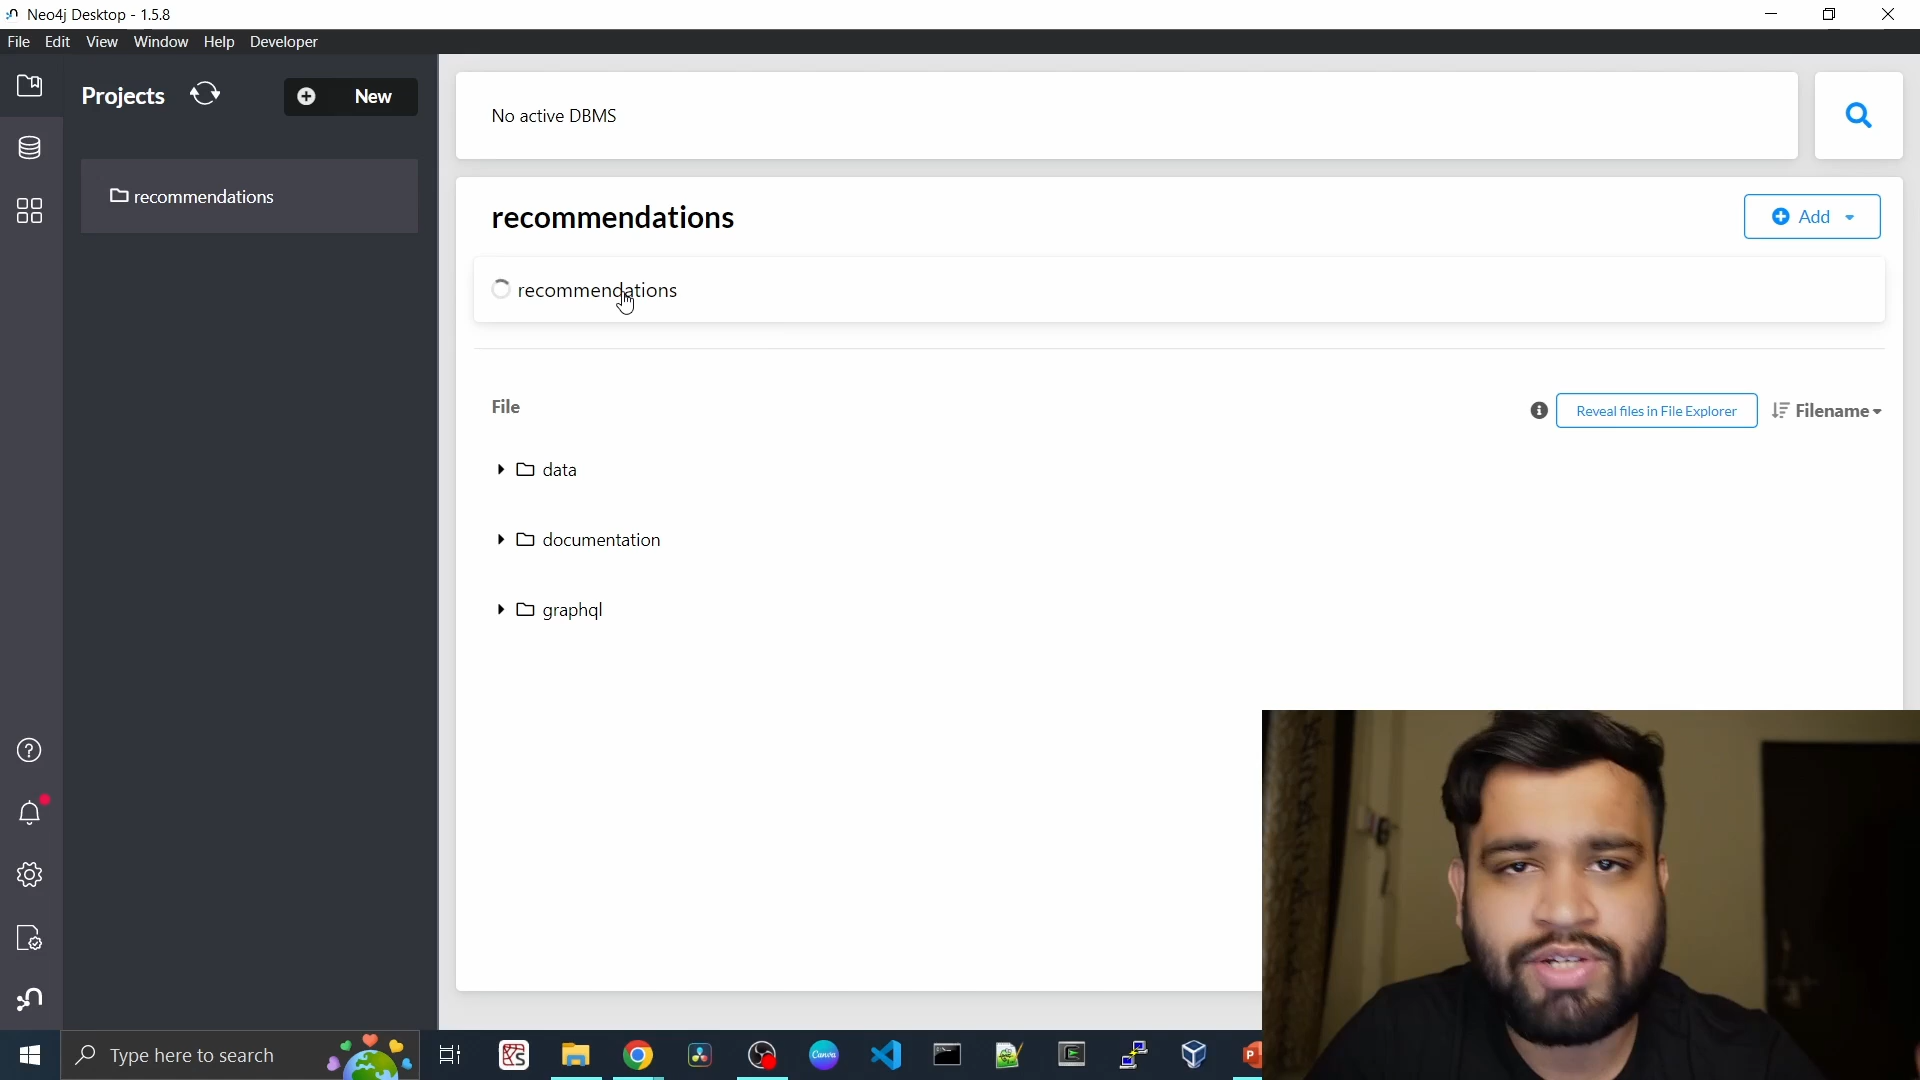 Neo4j Desktop - 1.5.8
File Edit View Window Help Developer
Projects
New
recommendations
No active DBMS
recommendations
Add
recommendations
File
Reveal files in File Explorer
Filename
data
documentation
graphql
Type here to search
Canva